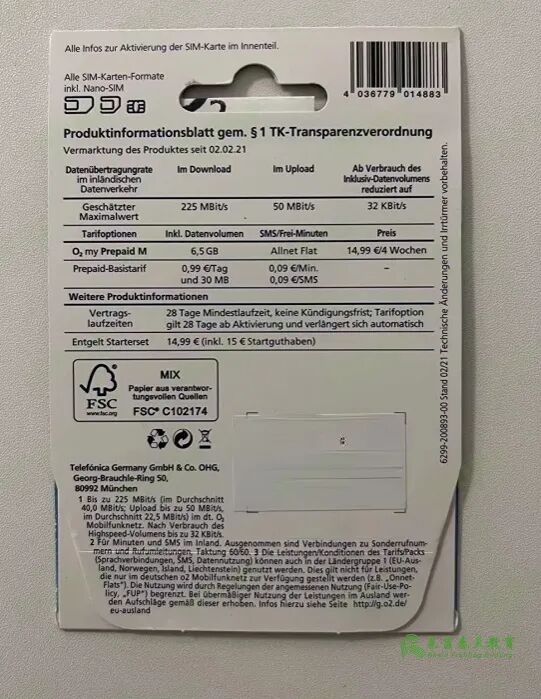 Alle Infos zur Aktivierung der SIM-Karte im Innenteil.
Alle SIM-Karten-Formate
inkl. Nano-SIM
4 036779 014883
Produktinformationsblatt gem. § 1 TK-Transparenzverordnung
Vermarktung des Produktes seit 02.02.21
Datenübertragungsrate im inländischen Datenverkehr Im Download Im Upload Ab Verbrauch des Inklusiv-Datenvolumens reduziert auf
Geschätzter Maximalwert 225 MBit/s 50 MBit/s 32 KBit/s
Tarifoptionen Inkl. Datenvolumen SMS/Frei-Minuten Preis
O₂ my Prepaid M 6,5 GB Allnet Flat 14,99 €/4 Wochen
Prepaid-Basistarif 0,99 €/Tag und 30 MB 0,09 €/Min. 0,09 €/SMS –
Weitere Produktinformationen
Vertrags-laufzeiten 28 Tage Mindestlaufzeit, keine Kündigungsfrist; Tarifoption
gilt 28 Tage ab Aktivierung und verlängert sich automatisch
Entgelt Starterset 14,99 € (inkl. 15 € Startguthaben)
6299-200893-00 Stand 02/21 Technische Änderungen und Irrtümer vorbehalten.
FSC
www.fsc.org
MIX
Papier aus verantwor-
tungsvollen Quellen
FSC® C102174
Telefónica Germany GmbH & Co. OHG,
Georg-Brauchle-Ring 50,
80992 München
1 Bis zu 225 MBit/s (im Durchschnitt
40,0 MBit/s; Upload bis zu 50 MBit/s,
im Durchschnitt 22,5 MBit/s) im dt. O₂
Mobilfunknetz. Nach Verbrauch des
Highspeed-Volumens bis zu 32 KBit/s.
2 Für Minuten und SMS im Inland. Ausgenommen sind Verbindungen zu Sonderrufnum-
mern und Rufumleitungen, Taktung 60/60. 3 Die Leistungen/Konditionen des Tarifs/Packs
(Sprachverbindungen, SMS, Datennutzung) können auch in der Ländergruppe 1 (EU-Aus-
land, Norwegen, Island, Liechtenstein) genutzt werden. Dies gilt nicht für Leistungen,
die nur im deutschen o2 Mobilfunknetz zur Verfügung gestellt werden (z.B. „Onnet-
Flats“). Die Nutzung wird durch Regelungen der angemessenen Nutzung (Fair-Use-Po-
licy, „FUP“) begrenzt. Bei übermäßiger Nutzung der Leistungen im Ausland wer-
den Aufschläge gemäß dieser erhoben. Infos hierzu siehe Seite http://g.o2.de/
eu-ausland